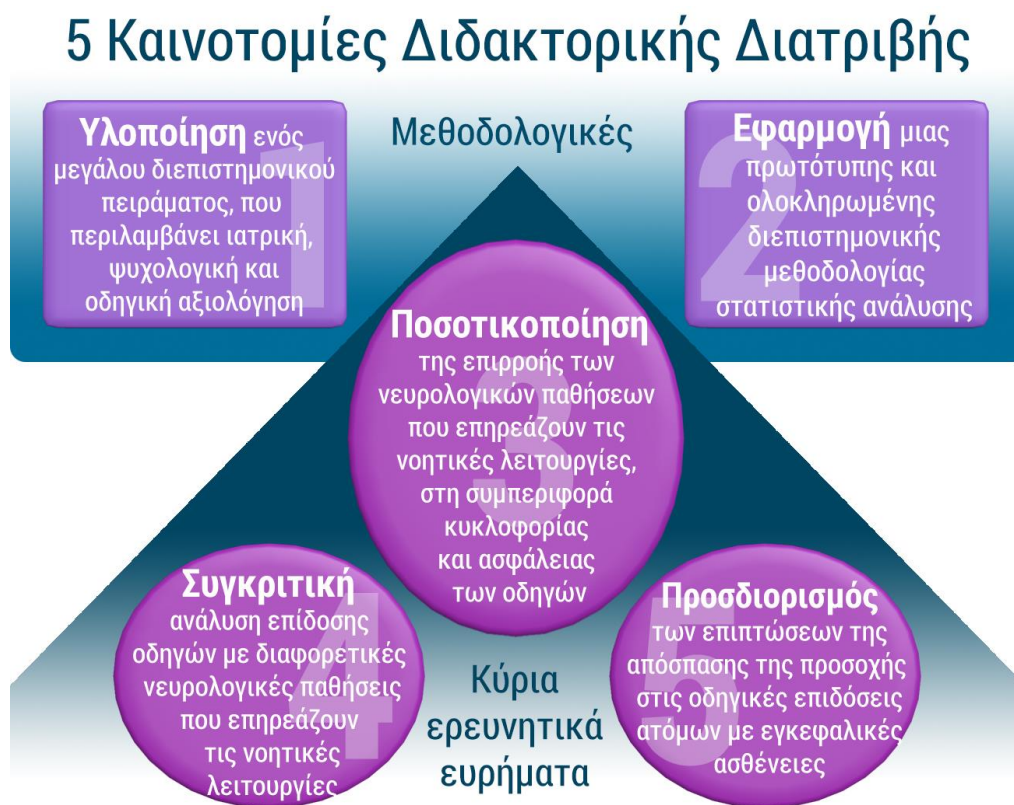 5 Καινοτομίες Διδακτορικής Διατριβής
Μεθοδολογικές
1
Υλοποίηση ενός
μεγάλου διεπιστημονικού
πειράματος, που
περιλαμβάνει ιατρική,
ψυχολογική και
οδηγική αξιολόγηση
2
Εφαρμογή μιας
πρωτότυπης και
ολοκληρωμένης
διεπιστημονικής
μεθοδολογίας
στατιστικής ανάλυσης
3
Ποσοτικοποίηση
της επιρροής των
νευρολογικών παθήσεων
που επηρεάζουν τις
νοητικές λειτουργίες,
στη συμπεριφορά
κυκλοφορίας
και ασφάλειας
των οδηγών
Κύρια
ερευνητικά
ευρήματα
4
Συγκριτική
ανάλυση επίδοσης
οδηγών με διαφορετικές
νευρολογικές παθήσεις
που επηρεάζουν
τις νοητικές
λειτουργίες
5
Προσδιορισμός
των επιπτώσεων της
απόσπασης της προσοχής
στις οδηγικές επιδόσεις
ατόμων με εγκεφαλικές
ασθένειες